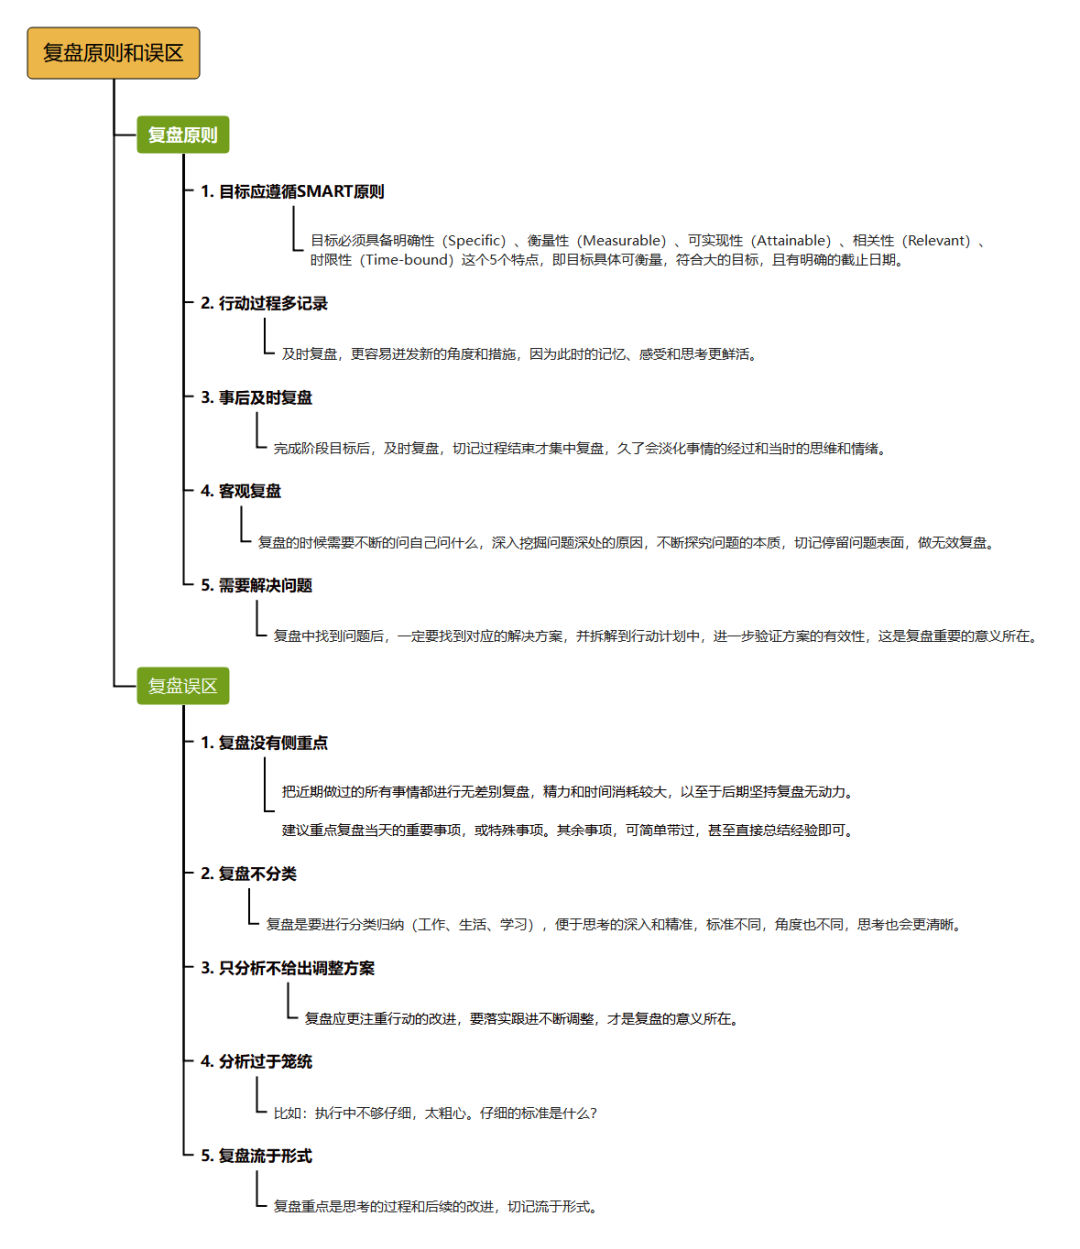 复盘原则和误区
复盘原则
1. 目标应遵循SMART原则
目标必须具备明确性（Specific）、衡量性（Measurable）、可实现性（Attainable）、相关性（Relevant）、
时限性（Time-bound）这个5个特点，即目标具体可衡量，符合大的目标，且有明确的截止日期。
2. 行动过程多记录
及时复盘，更容易迸发新的角度和措施，因为此时的记忆、感受和思考更鲜活。
3. 事后及时复盘
完成阶段目标后，及时复盘，切记过程结束才集中复盘，久了会淡化事情的经过和当时的思维和情绪。
4. 客观复盘
复盘的时候需要不断的问自己问什么，深入挖掘问题深处的原因，不断探究问题的本质，切记停留问题表面，做无效复盘。
5. 需要解决问题
复盘中找到问题后，一定要找到对应的解决方案，并拆解到行动计划中，进一步验证方案的有效性，这是复盘重要的意义所在。
复盘误区
1. 复盘没有侧重点
把近期做过的所有事情都进行无差别复盘，精力和时间消耗较大，以至于后期坚持复盘无动力。
建议重点复盘当天的重要事项，或特殊事项。其余事项，可简单带过，甚至直接总结经验即可。
2. 复盘不分类
复盘是要进行分类归纳（工作、生活、学习），便于思考的深入和精准，标准不同，角度也不同，思考也会更清晰。
3. 只分析不给出调整方案
复盘应更注重行动的改进，要落实跟进不断调整，才是复盘的意义所在。
4. 分析过于笼统
比如：执行中不够仔细，太粗心。仔细的标准是什么？
5. 复盘流于形式
复盘重点是思考的过程和后续的改进，切记流于形式。